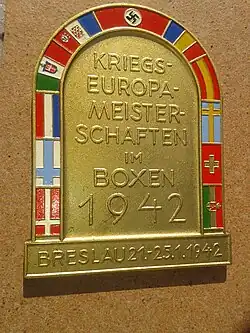 KRIEGS-
EUROPA-
MEISTER-
SCHAFTEN
IM
BOXEN
1942
BRESLAU 21.-25.1.1942